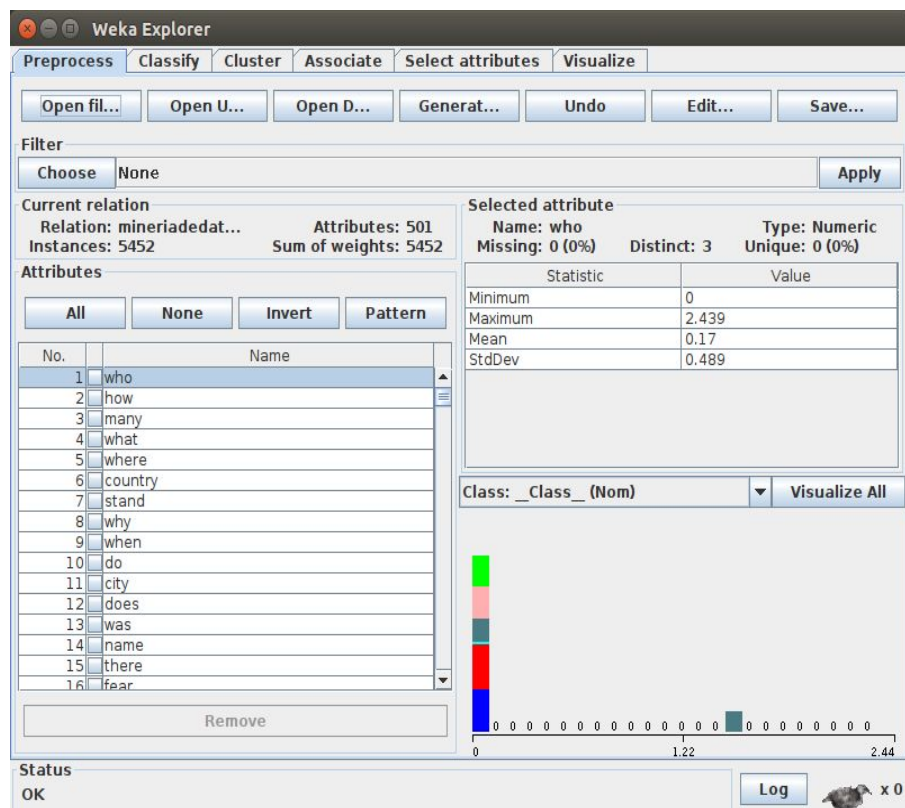 Weka Explorer
Preprocess Classify Cluster Associate Select attributes Visualize
Open fil... Open U... Open D... Generat... Undo Edit... Save...
Filter
Choose None Apply
Current relation
Relation: mineriadedat... Attributes: 501
Instances: 5452 Sum of weights: 5452
Attributes
All None Invert Pattern
No. Name
1 who
2 how
3 many
4 what
5 where
6 country
7 stand
8 why
9 when
10 do
11 city
12 does
13 was
14 name
15 there
16 fear
Remove
Selected attribute
Name: who Type: Numeric
Missing: 0 (0%) Distinct: 3 Unique: 0 (0%)
Statistic Value
Minimum 0
Maximum 2.439
Mean 0.17
StdDev 0.489
Class: __Class__ (Nom) Visualize All
0 0 0 0 0 0 0 0 0 0 0 0 0 0 0 0 0 0 0 0 0 0
0 1.22 2.44
Status
OK Log x 0